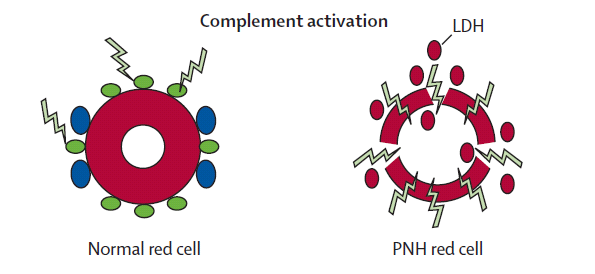 Complement activation
LDH
Normal red cell
PNH red cell